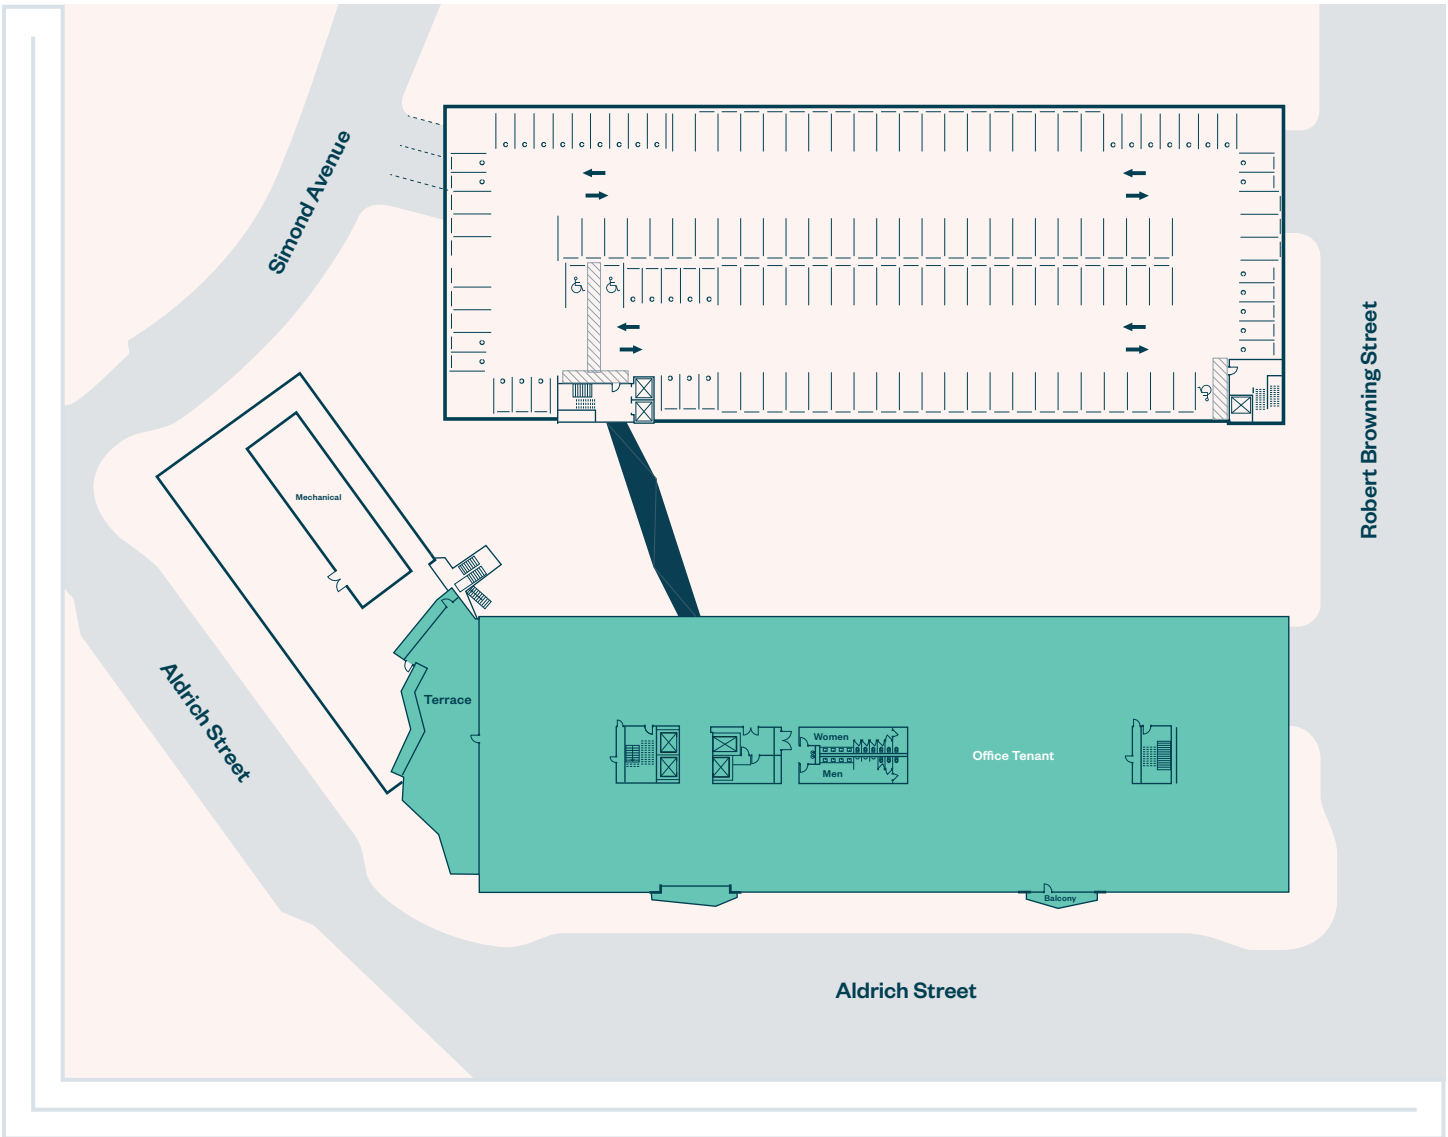 Simond Avenue
Robert Browning Street
Mechanical
Aldrich Street
Terrace
Women
Men
Office Tenant
Balcony
Aldrich Street